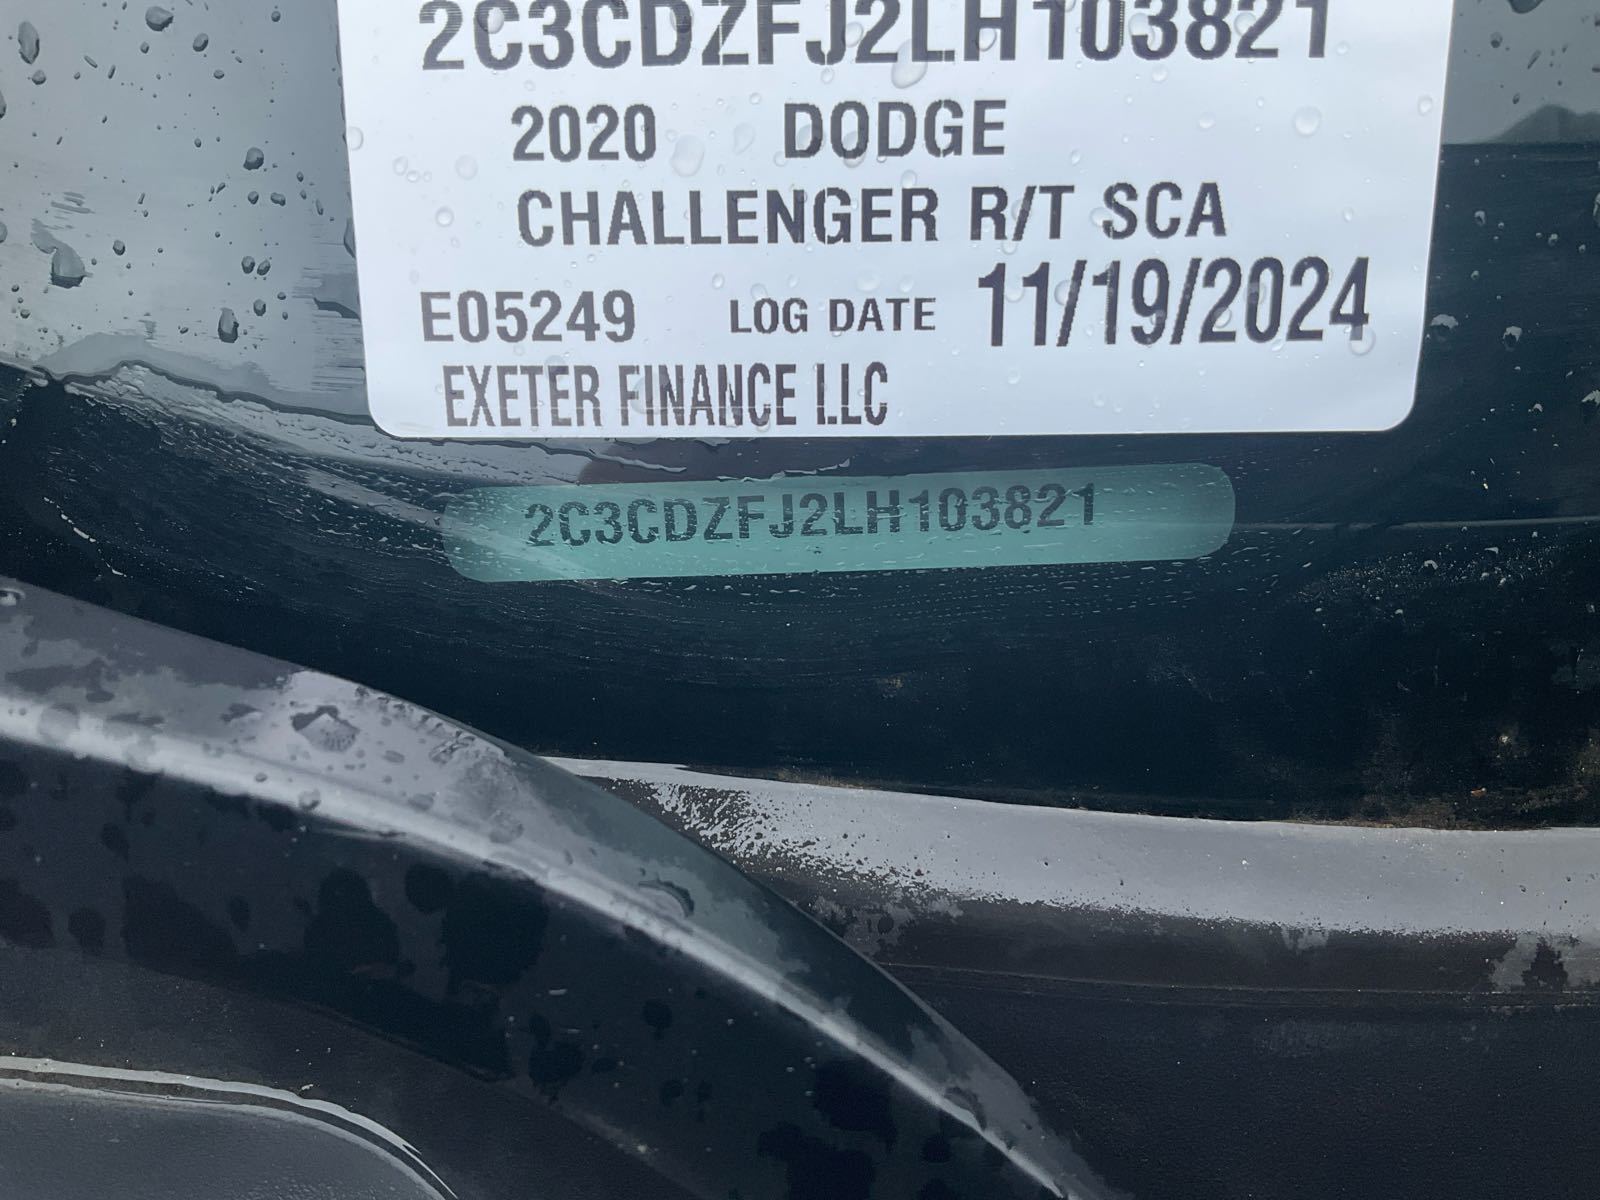 2C3CDZFJ2LH103821
2020 DODGE
CHALLENGER R/T SCA
E05249 LOG DATE 11/19/2024
EXETER FINANCE LLC
2C3CDZFJ2LH103821